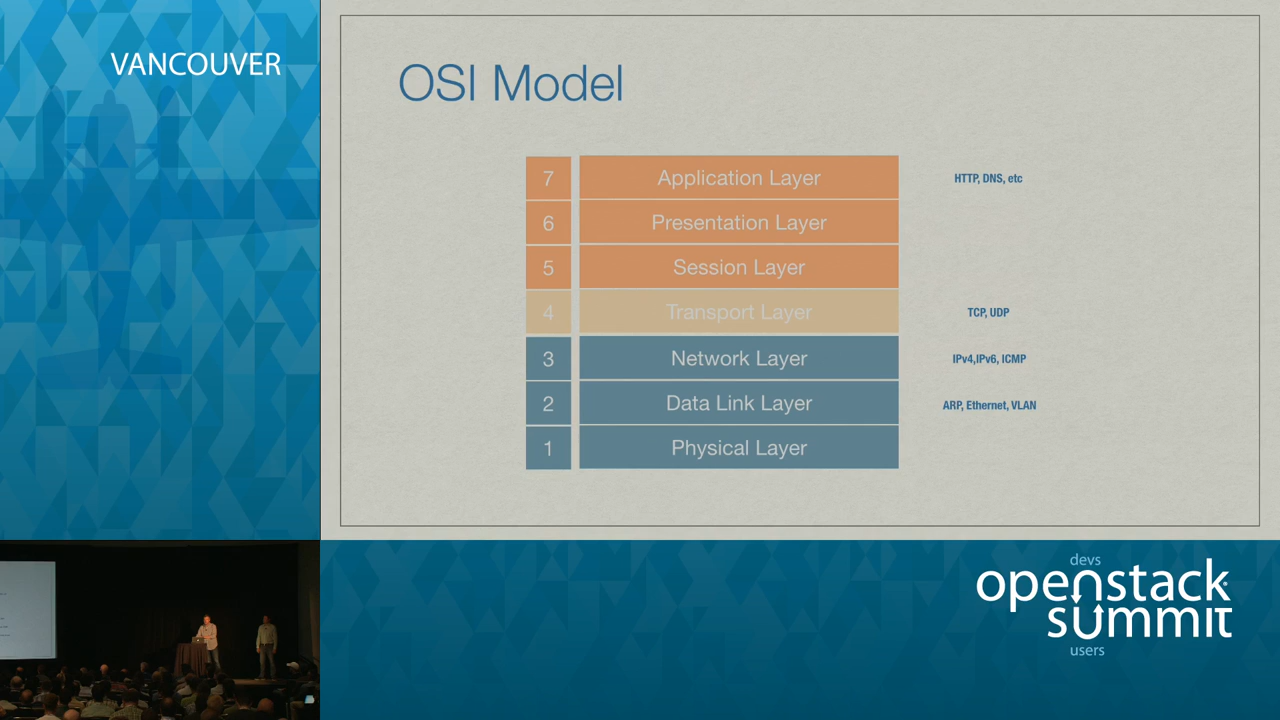 VANCOUVER
OSI Model
7 Application Layer HTTP, DNS, etc
6 Presentation Layer
5 Session Layer
4 Transport Layer TCP, UDP
3 Network Layer IPv4,IPv6, ICMP
2 Data Link Layer ARP, Ethernet, VLAN
1 Physical Layer
devs
openstack
summit
users